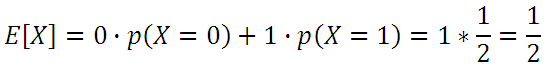 E[X] = 0 · p(X = 0) + 1 · p(X = 1) = 1 * 1/2 = 1/2